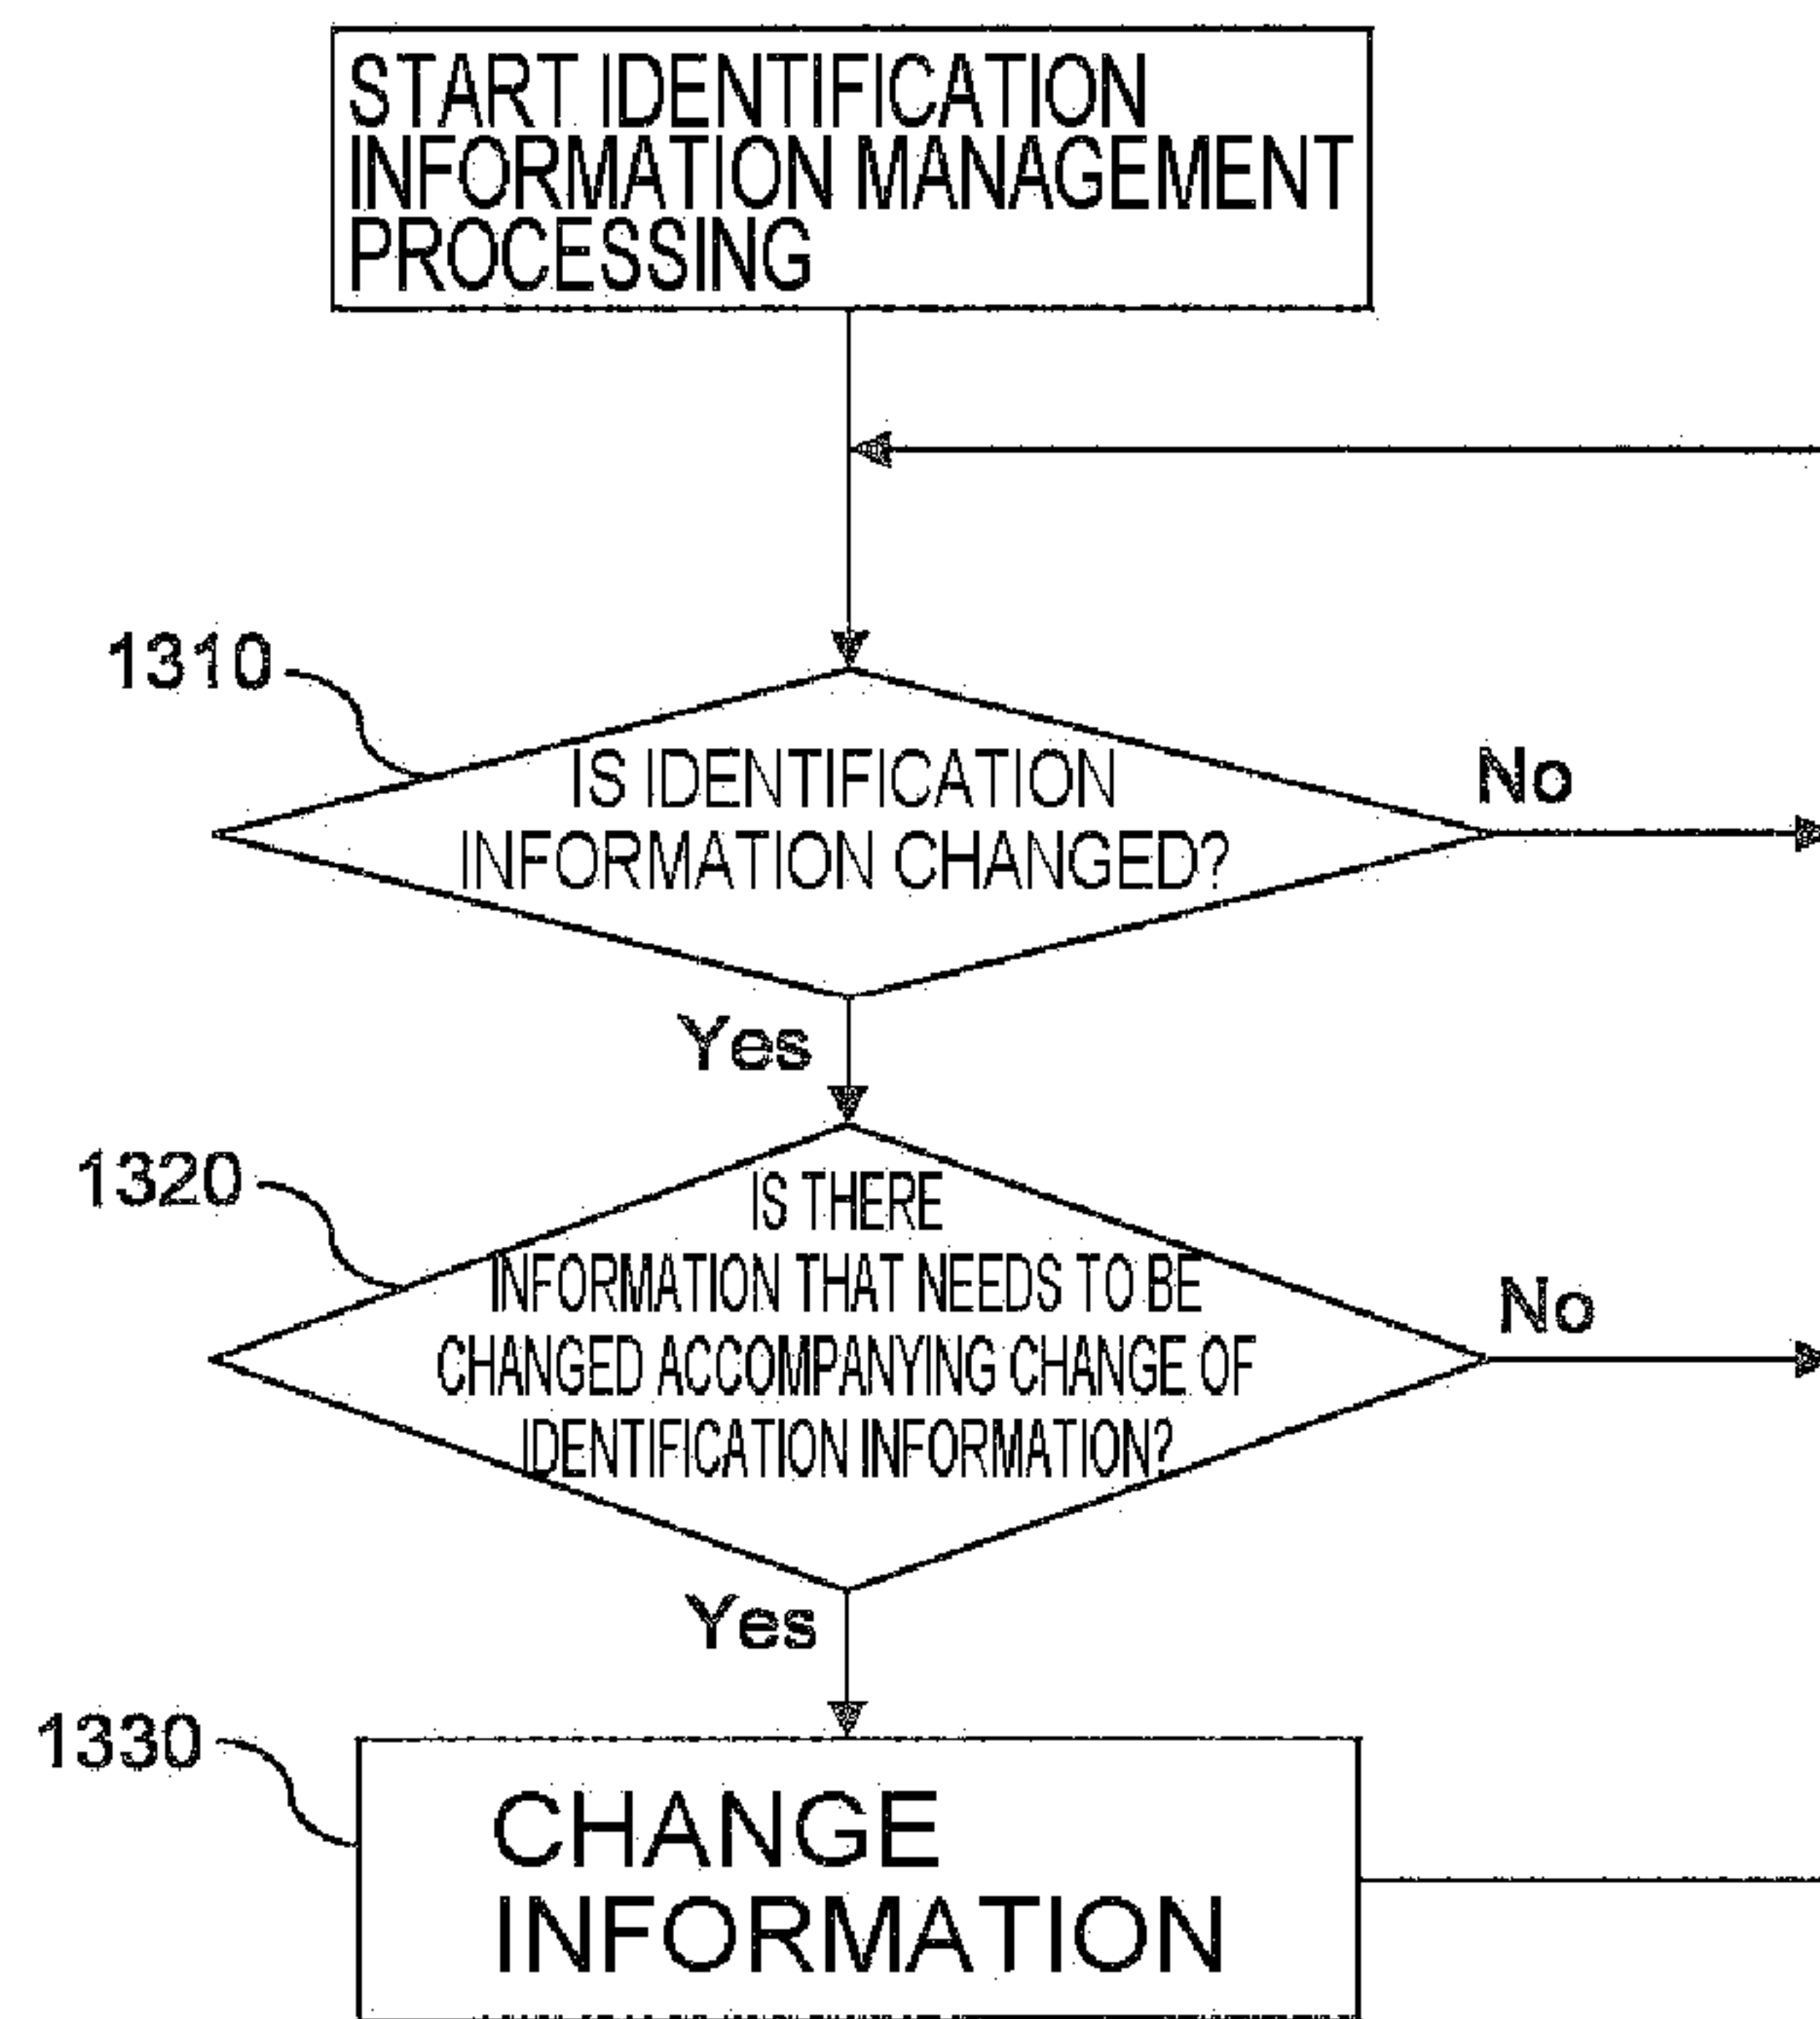 START IDENTIFICATION
INFORMATION MANAGEMENT
PROCESSING
1310
IS IDENTIFICATION
INFORMATION CHANGED?
No
Yes
1320
IS THERE
INFORMATION THAT NEEDS TO BE
CHANGED ACCOMPANYING CHANGE OF
IDENTIFICATION INFORMATION?
No
Yes
1330
CHANGE
INFORMATION